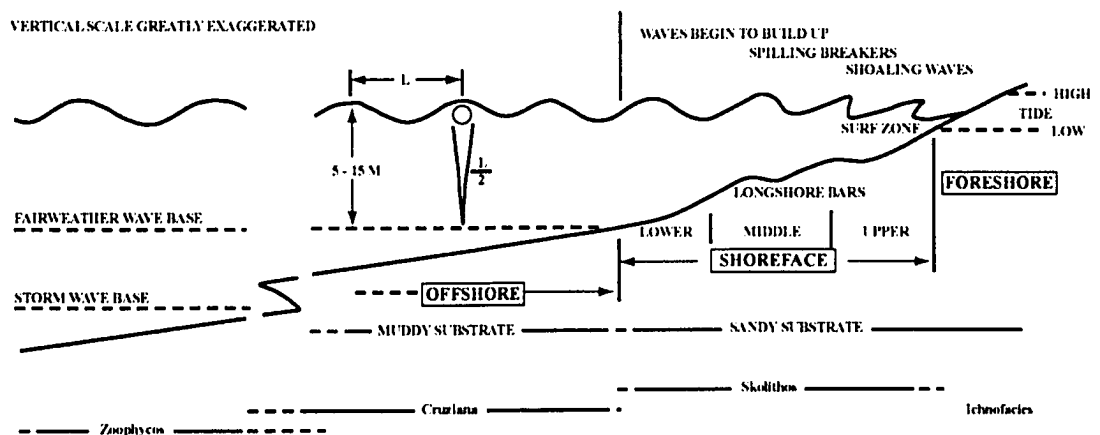 VERTICAL SCALE GREATLY EXAGGERATED
WAVES BEGIN TO BUILD UP
SPILLING BREAKERS
SHOALING WAVES
L
HIGH
TIDE
LOW
SURF ZONE
5 - 15 M
L
2
FORESHORE
LONGSHORE BARS
FAIRWEATHER WAVE BASE
LOWER
MIDDLE
UPPER
SHOREFACE
STORM WAVE BASE
OFFSHORE
MUDDY SUBSTRATE
SANDY SUBSTRATE
Skolithos
Cruziana
Ichnofacies
Zoophycos